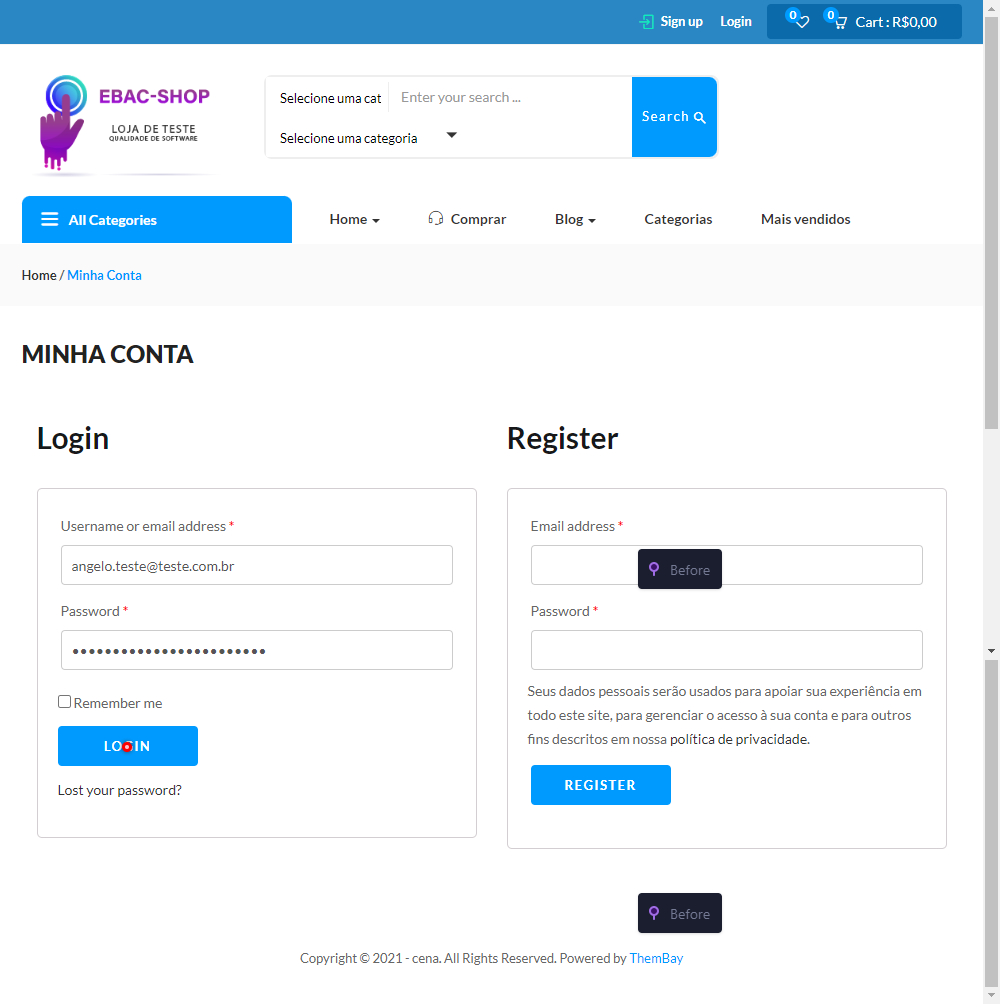 Sign up Login 0 0 Cart : R$0,00
EBAC-SHOP
LOJA DE TESTE
QUALIDADE DE SOFTWARE
Selecione uma cat Enter your search ...
Selecione uma categoria
Search
All Categories Home Comprar Blog Categorias Mais vendidos
Home / Minha Conta
MINHA CONTA
Login
Username or email address *
angelo.teste@teste.com.br
Password *
Remember me
LOGIN
Lost your password?
Register
Email address *
Before
Password *
Seus dados pessoais serão usados para apoiar sua experiência em
todo este site, para gerenciar o acesso à sua conta e para outros
fins descritos em nossa política de privacidade.
REGISTER
Before
Copyright © 2021 - cena. All Rights Reserved. Powered by ThemBay